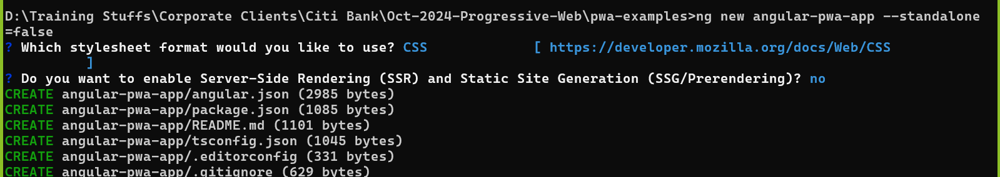 D:\Training Stuffs\Corporate Clients\Citi Bank\Oct-2024-Progressive-Web\pwa-examples>ng new angular-pwa-app --standalone
=false
? Which stylesheet format would you like to use? CSS             [ https://developer.mozilla.org/docs/Web/CSS
          ]
? Do you want to enable Server-Side Rendering (SSR) and Static Site Generation (SSG/Prerendering)? no
CREATE angular-pwa-app/angular.json (2985 bytes)
CREATE angular-pwa-app/package.json (1085 bytes)
CREATE angular-pwa-app/README.md (1101 bytes)
CREATE angular-pwa-app/tsconfig.json (1045 bytes)
CREATE angular-pwa-app/.editorconfig (331 bytes)
CREATE angular-pwa-app/.gitignore (629 bytes)